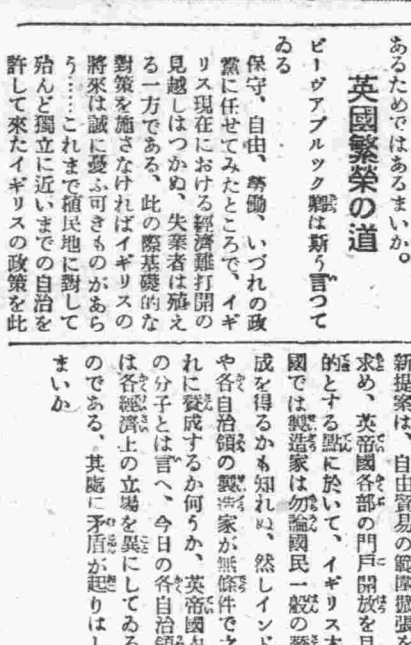 あるためではあるまいか。
英國繁榮の道
ビーヴアブルック卿は斯う言つて
ゐる
保守、自由、勞働、いづれの政
黨に任せてみたところで、イギ
リス現在における經濟難打開の
見越しはつかぬ、失業者は殖え
る一方である、此の際基礎的な
對策を施さなければイギリスの
將來は誠に憂ふ可きものがあら
う……これまで植民地に對して
殆んど獨立に近いまでの自治を
許して來たイギリスの政策を此
新提案は、自由貿易の範圍擴張を
求め、英帝國各部の門戸開放を目
的とする點に於いて、イギリス本
國では製造家は勿論國民一般の贊
成を得るかも知れぬ、然しインド
や各自治領の製造家が無條件で之
れに贊成するか何うか、英帝國內
の分子とは言へ、今日の各自治領
は各經濟上の立場を異にしてゐる
のである、其處に矛盾が起りはし
まいか